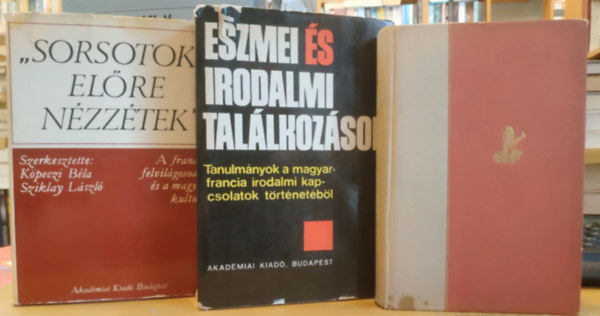 „SORSOTOK
ELŐRE
NÉZZÉTEK”
Szerkesztette:
Köpeczi Béla
Sziklay László
A fran
felvilágoso
és a magy
kultú
Akadémiai Kiadó, Budapest
ESZMEI ÉS
IRODALMI
TALÁLKOZÁSOK
Tanulmányok a magyar-
francia irodalmi kap-
csolatok történetéből
AKADÉMIAI KIADÓ, BUDAPEST